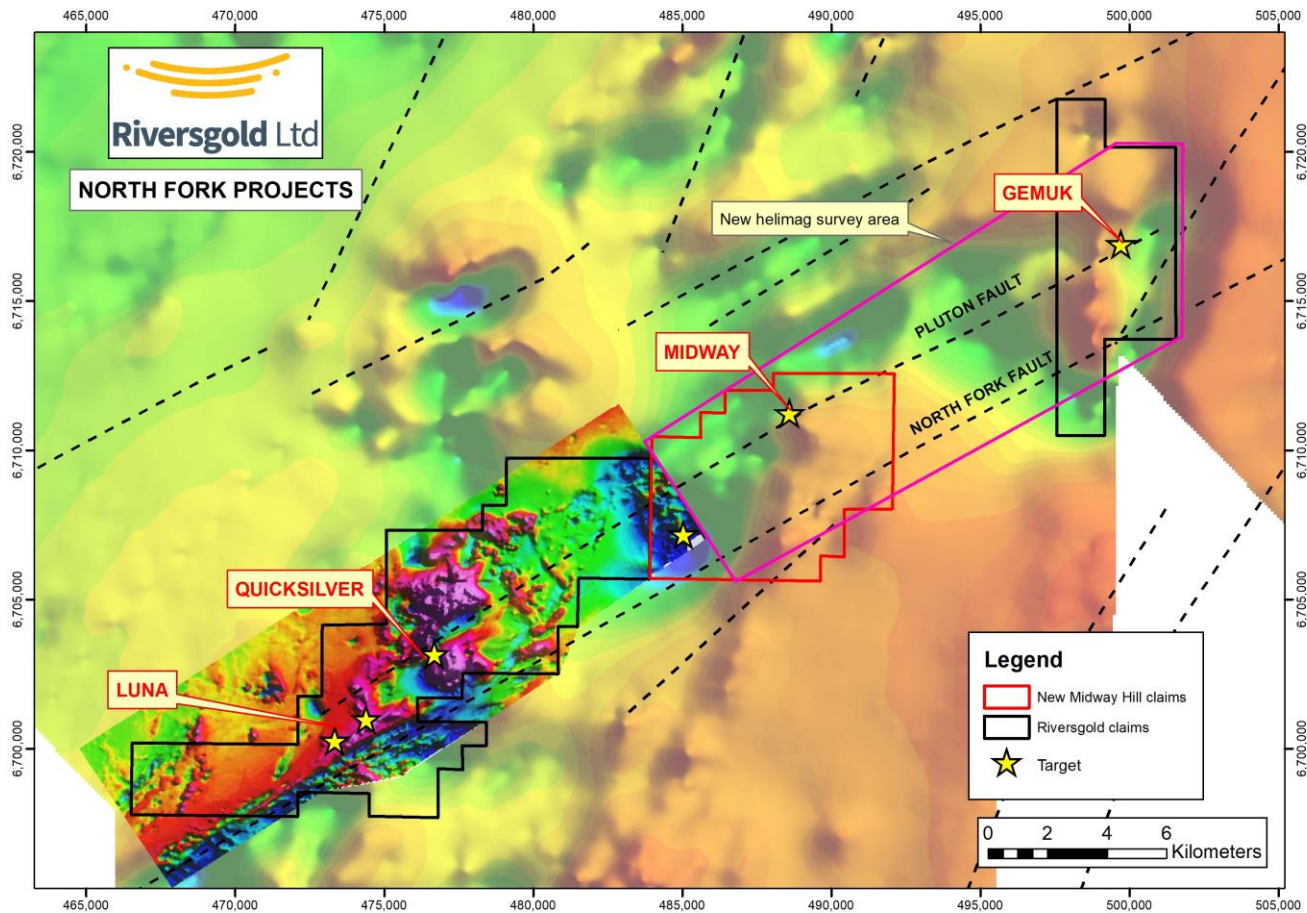 465,000
470,000
475,000
480,000
485,000
490,000
495,000
500,000
505,000
Riversgold Ltd
NORTH FORK PROJECTS
6,720,000
6,720,000
GEMUK
New helimag survey area
6,715,000
6,715,000
PLUTON FAULT
MIDWAY
NORTH FORK FAULT
6,710,000
6,710,000
QUICKSILVER
6,705,000
6,705,000
LUNA
6,700,000
6,700,000
Legend
New Midway Hill claims
Riversgold claims
Target
0 2 4 6
Kilometers
465,000
470,000
475,000
480,000
485,000
490,000
495,000
500,000
505,000